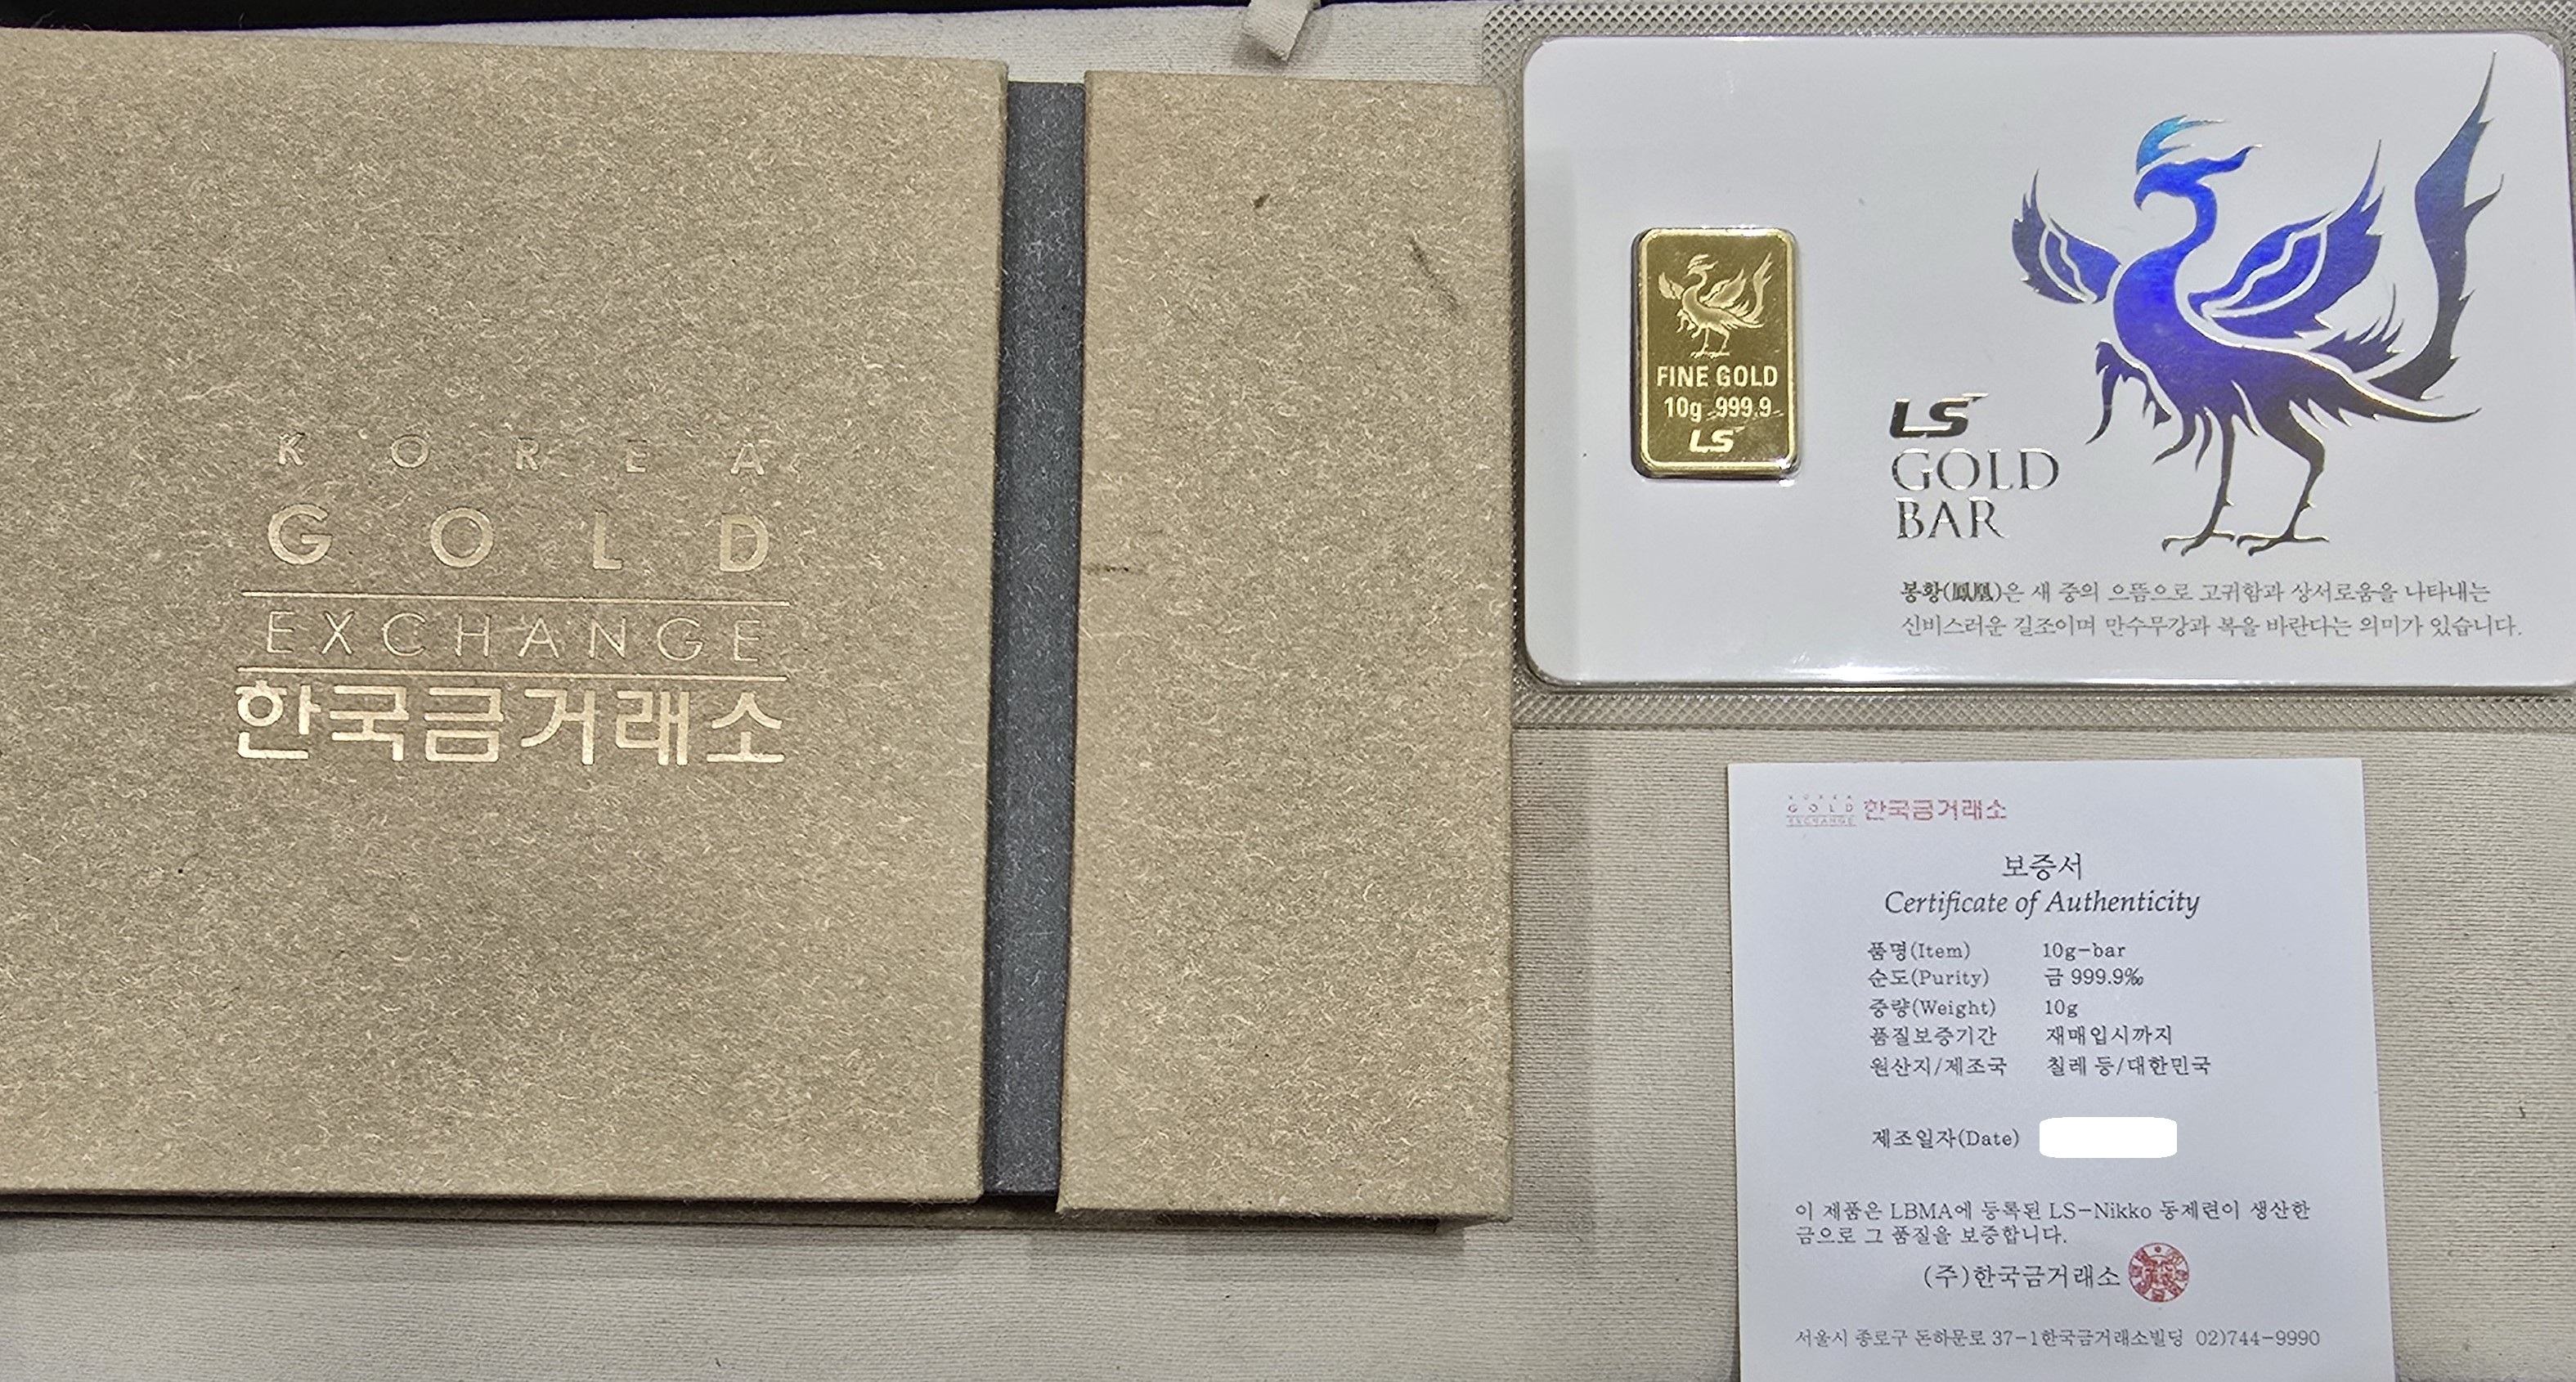 KOREA
GOLD
EXCHANGE
한국금거래소
FINE GOLD
10g 999.9
LS
LS
GOLD
BAR
봉황(鳳凰)은 새 중의 으뜸으로 고귀함과 상서로움을 나타내는
신비스러운 길조이며 만수무강과 복을 바란다는 의미가 있습니다.
KOREA
GOLD
EXCHANGE
한국금거래소
보증서
Certificate of Authenticity
품명(Item) 10g-bar
순도(Purity) 금 999.9‰
중량(Weight) 10g
품질보증기간 재매입시까지
원산지/제조국 칠레 등/대한민국
제조일자(Date)
이 제품은 LBMA에 등록된 LS-Nikko 동제련이 생산한
금으로 그 품질을 보증합니다.
(주)한국금거래소
서울시 종로구 돈화문로 37-1한국금거래소빌딩 02)744-9990